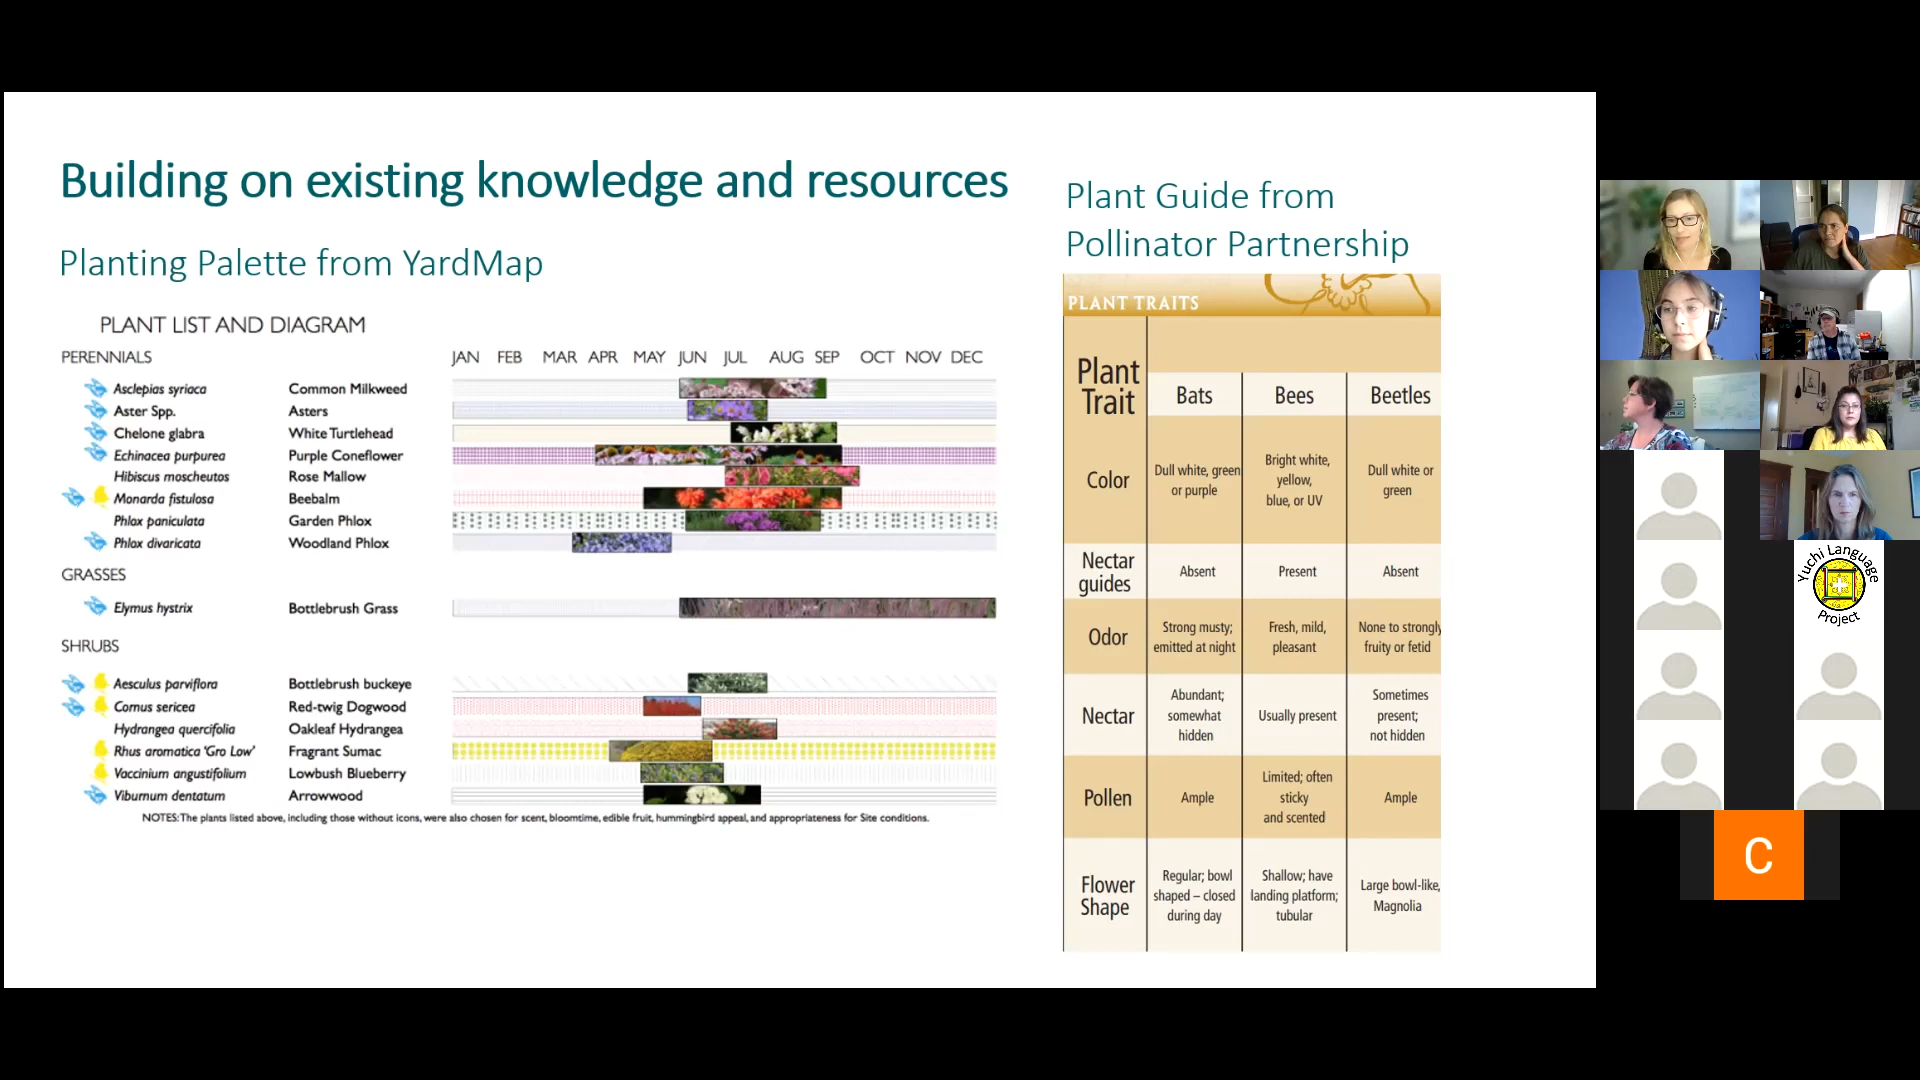 Building on existing knowledge and resources
Planting Palette from YardMap
PLANT LIST AND DIAGRAM
PERENNIALS JAN FEB MAR APR MAY JUN JUL AUG SEP OCT NOV DEC
Asclepias syriaca Common Milkweed
Aster Spp. Asters
Chelone glabra White Turtlehead
Echinacea purpurea Purple Coneflower
Hibiscus moscheutos Rose Mallow
Monarda fistulosa Beebalm
Phlox paniculata Garden Phlox
Phlox divaricata Woodland Phlox
GRASSES
Elymus hystrix Bottlebrush Grass
SHRUBS
Aesculus parviflora Bottlebrush buckeye
Cornus sericea Red-twig Dogwood
Hydrangea quercifolia Oakleaf Hydrangea
Rhus aromatica 'Gro Low' Fragrant Sumac
Vaccinium angustifolium Lowbush Blueberry
Viburnum dentatum Arrowwood
NOTES: The plants listed above, including those without icons, were also chosen for scent, bloomtime, edible fruit, hummingbird appeal, and appropriateness for Site conditions.
Plant Guide from
Pollinator Partnership
PLANT TRAITS
Plant
Trait
Bats Bees Beetles
Color
Dull white, green
or purple
Bright white,
yellow,
blue, or UV
Dull white or
green
Nectar
guides
Absent Present Absent
Odor
Strong musty;
emitted at night
Fresh, mild,
pleasant
None to strongly
fruity or fetid
Nectar
Abundant;
somewhat
hidden
Usually present
Sometimes
present;
not hidden
Pollen
Ample
Limited; often
sticky
and scented
Ample
Flower
Shape
Regular; bowl
shaped – closed
during day
Shallow; have
landing platform;
tubular
Large bowl-like,
Magnolia
Yuchi Language
Project
C